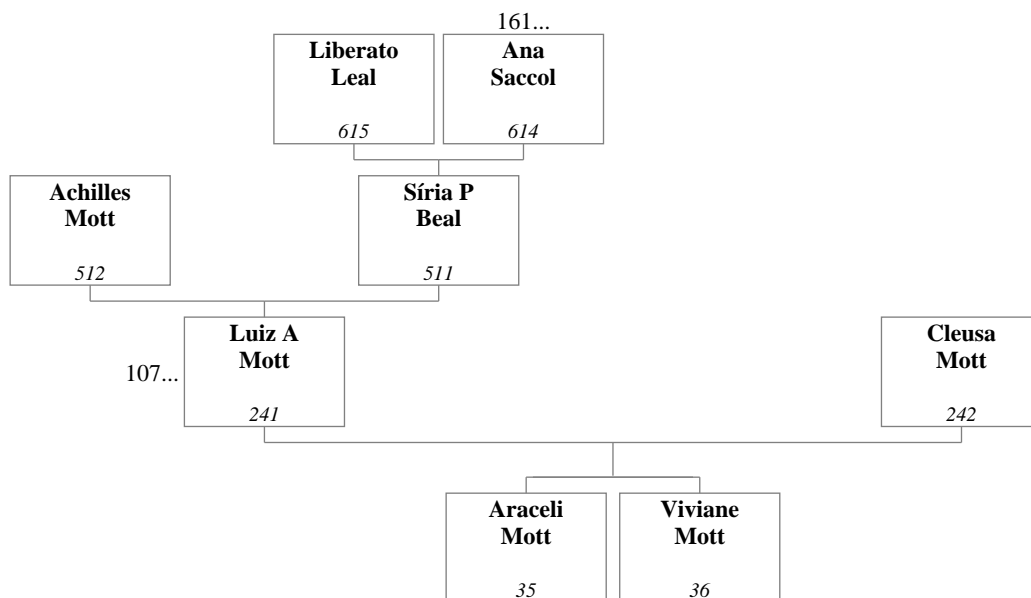 161...
Liberato
Leal
615
Ana
Saccol
614
Achilles
Mott
512
Síria P
Beal
511
107...
Luiz A
Mott
241
Cleusa
Mott
242
Araceli
Mott
35
Viviane
Mott
36